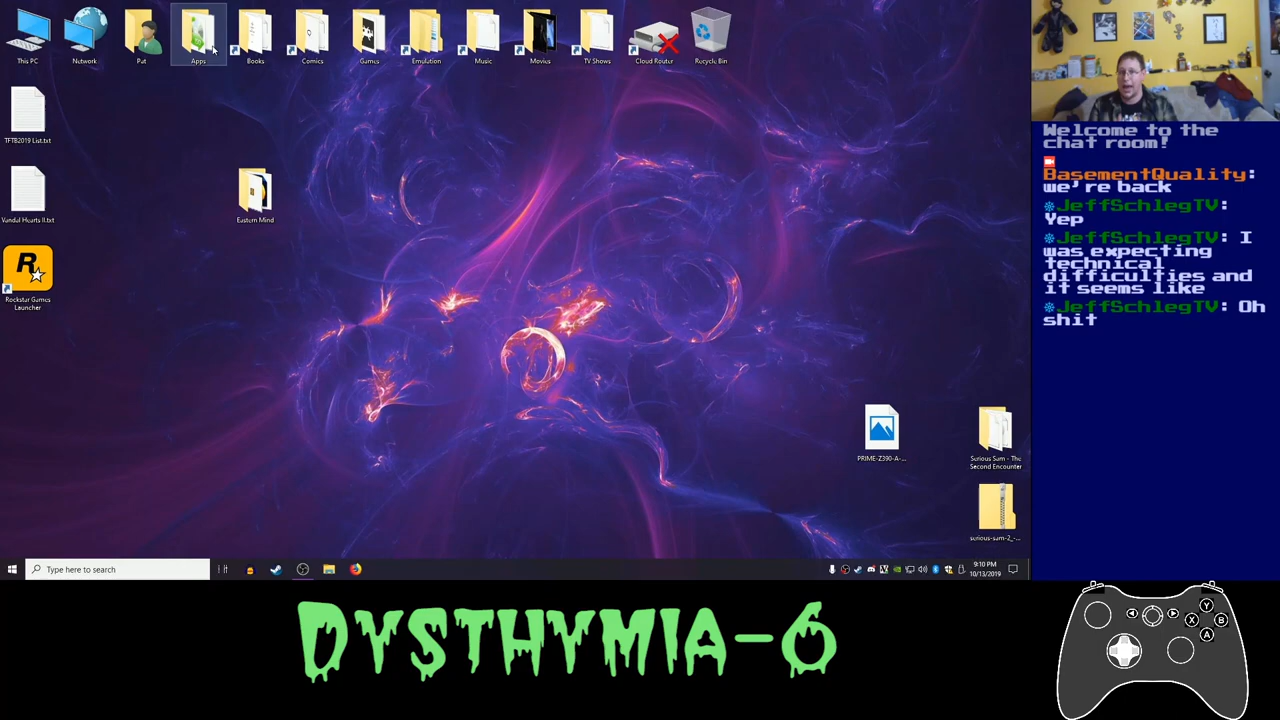 This PC
Network
Pat
Apps
Books
Comics
Games
Emulation
Music
Movies
TV Shows
Cloud Router
Recycle Bin
TFTB2019 List.txt
Vandal Hearts II.txt
Eastern Mind
R
Rockstar Games
Launcher
PRIME-Z390-A-...
Serious Sam - The
Second Encounter
serious-sam-2_-...
Type here to search
9:10 PM
10/13/2019
Welcome to the
chat room!
BasementQuality:
we're back
JeffSchlegTV:
Yep
JeffSchlegTV: I
was expecting
technical
difficulties and
it seems like
JeffSchlegTV: Oh
shit
DYSTHYMIA-6
Y
X
B
A